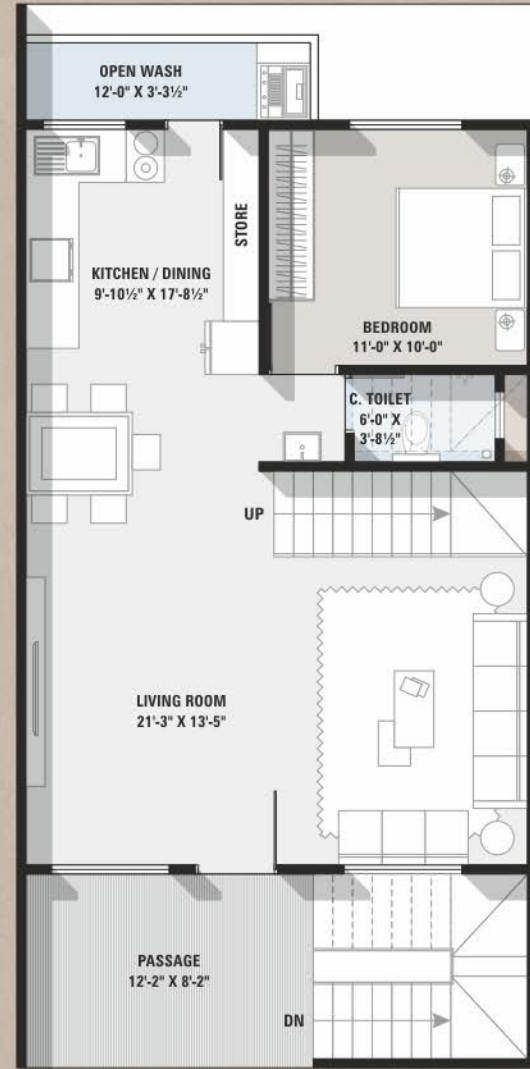 OPEN WASH
12'-0" X 3'-3½"
STORE
KITCHEN / DINING
9'-10½" X 17'-8½"
BEDROOM
11'-0" X 10'-0"
C. TOILET
6'-0" X
3'-8½"
UP
LIVING ROOM
21'-3" X 13'-5"
PASSAGE
12'-2" X 8'-2"
DN